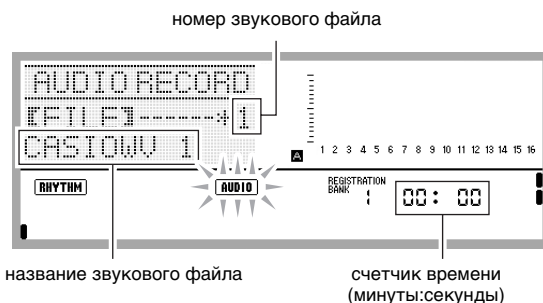 номер звукового файла
AUDIO RECORD
[FILE]------:1
CASIOWV 1
A
1 2 3 4 5 6 7 8 9 10 11 12 13 14 15 16
RHYTHM
AUDIO
REGISTRATION
BANK 1
00: 00
название звукового файла
счетчик времени
(минуты:секунды)